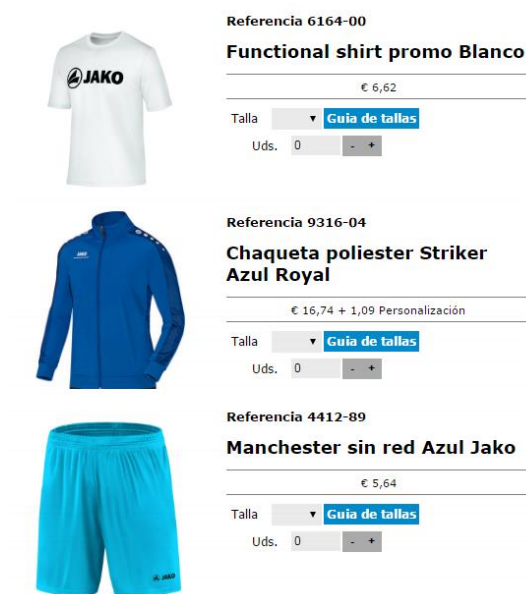 Referencia 6164-00
Functional shirt promo Blanco
€ 6,62
Talla ▼ Guia de tallas
Uds. 0 - +
JAKO
Referencia 9316-04
Chaqueta poliester Striker
Azul Royal
€ 16,74 + 1,09 Personalización
Talla ▼ Guia de tallas
Uds. 0 - +
JAKO
Referencia 4412-89
Manchester sin red Azul Jako
€ 5,64
Talla ▼ Guia de tallas
Uds. 0 - +
JAKO